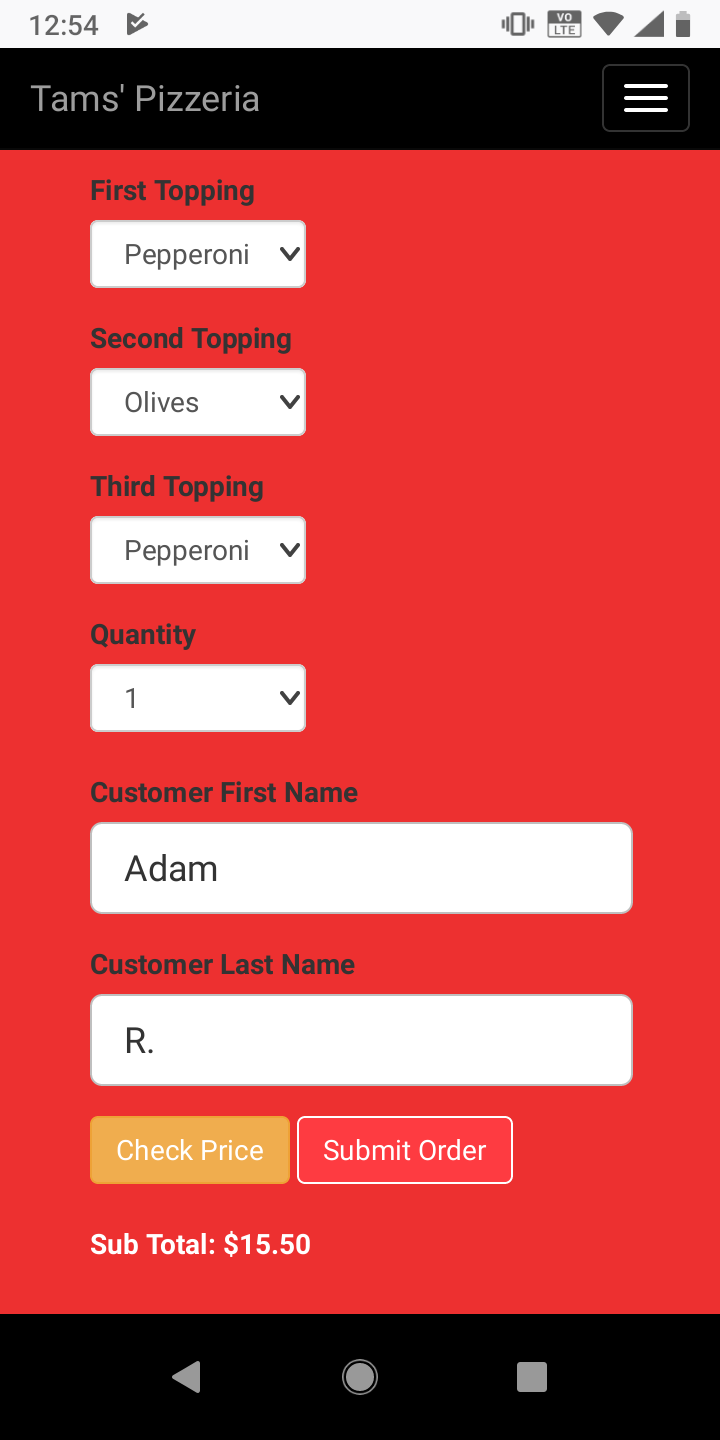 12:54
VO
LTE
Tams' Pizzeria
First Topping
Pepperoni
Second Topping
Olives
Third Topping
Pepperoni
Quantity
1
Customer First Name
Adam
Customer Last Name
R.
Check Price Submit Order
Sub Total: $15.50